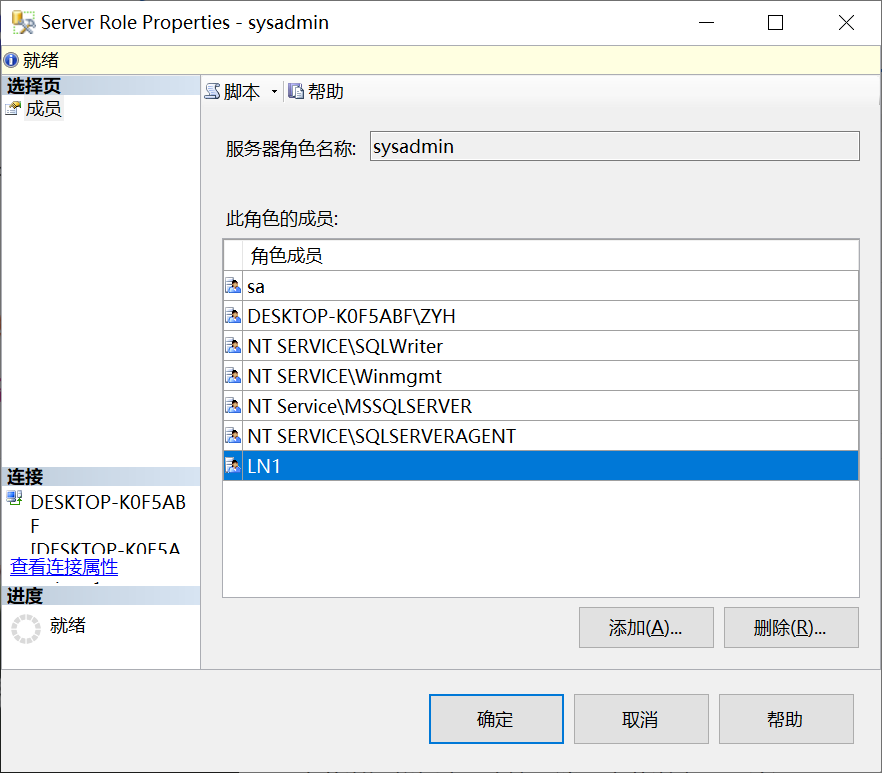 Server Role Properties - sysadmin
就绪
选择页
成员
脚本
帮助
服务器角色名称:
sysadmin
此角色的成员:
角色成员
sa
DESKTOP-K0F5ABF\ZYH
NT SERVICE\SQLWriter
NT SERVICE\Winmgmt
NT Service\MSSQLSERVER
NT SERVICE\SQLSERVERAGENT
LN1
连接
DESKTOP-K0F5AB
F
[DESKTOP-K0F5A
查看连接属性
进度
就绪
添加(A)...
删除(R)...
确定
取消
帮助